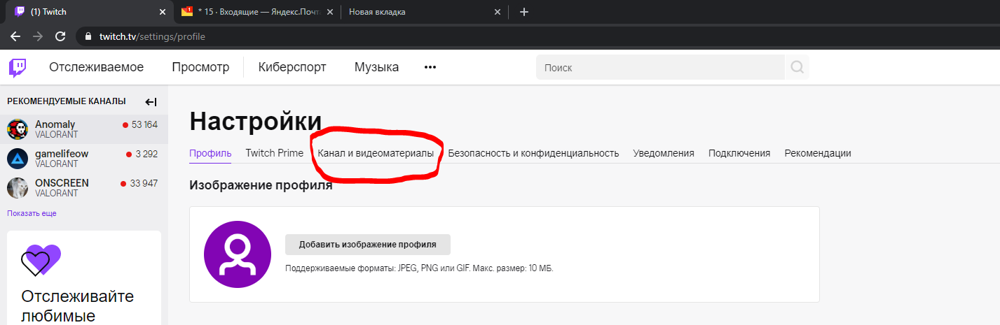 (1) Twitch
* 15 · Входящие — Яндекс.Почта
Новая вкладка
twitch.tv/settings/profile
Отслеживаемое Просмотр Киберспорт Музыка •••
Поиск
РЕКОМЕНДУЕМЫЕ КАНАЛЫ
Anomaly 53 164
VALORANT
gamelifeow 3 292
VALORANT
ONSCREEN 33 947
VALORANT
Показать еще
Отслеживайте
любимые
Настройки
Профиль Twitch Prime Канал и видеоматериалы Безопасность и конфиденциальность Уведомления Подключения Рекомендации
Изображение профиля
Добавить изображение профиля
Поддерживаемые форматы: JPEG, PNG или GIF. Макс. размер: 10 МБ.